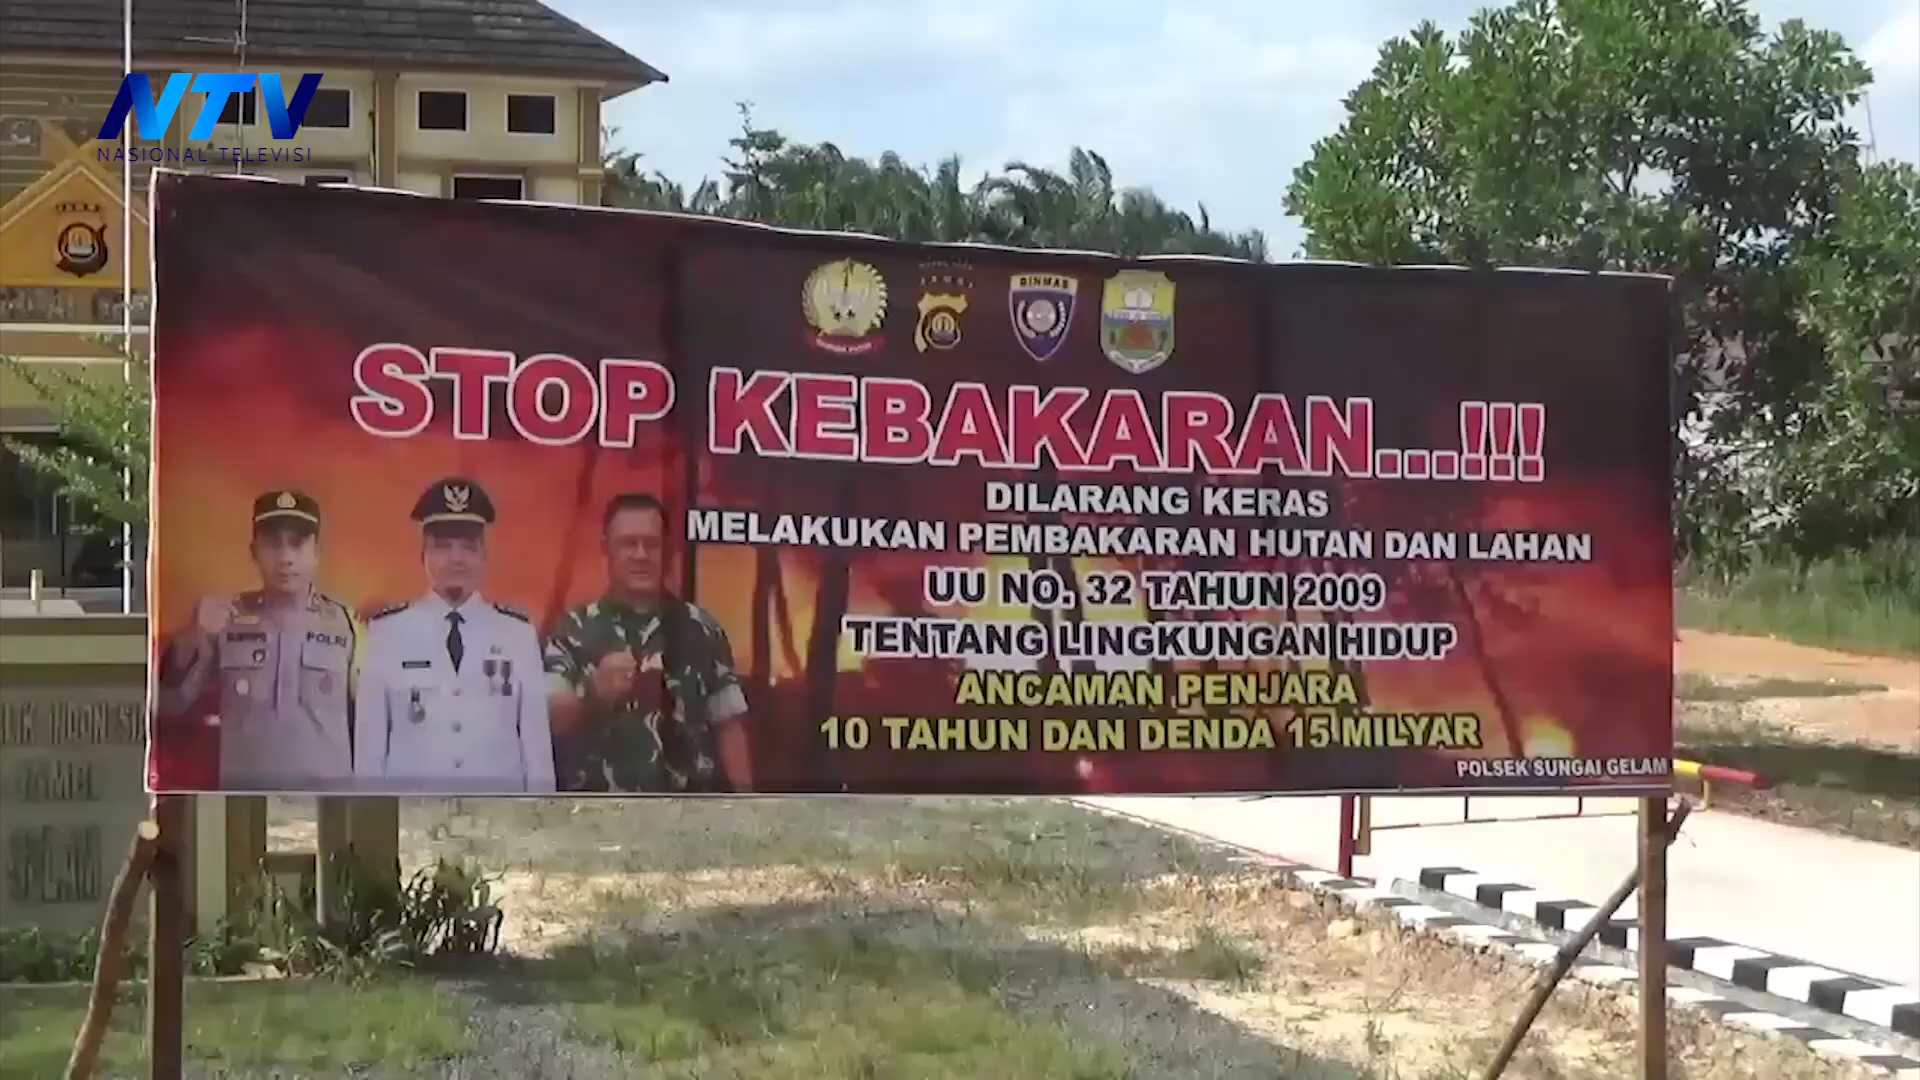 NTV
NASIONAL TELEVISI
BINMAS
STOP KEBAKARAN...!!!
DILARANG KERAS
MELAKUKAN PEMBAKARAN HUTAN DAN LAHAN
UU NO. 32 TAHUN 2009
TENTANG LINGKUNGAN HIDUP
ANCAMAN PENJARA
10 TAHUN DAN DENDA 15 MILYAR
POLSEK SUNGAI GELAM
POLRI